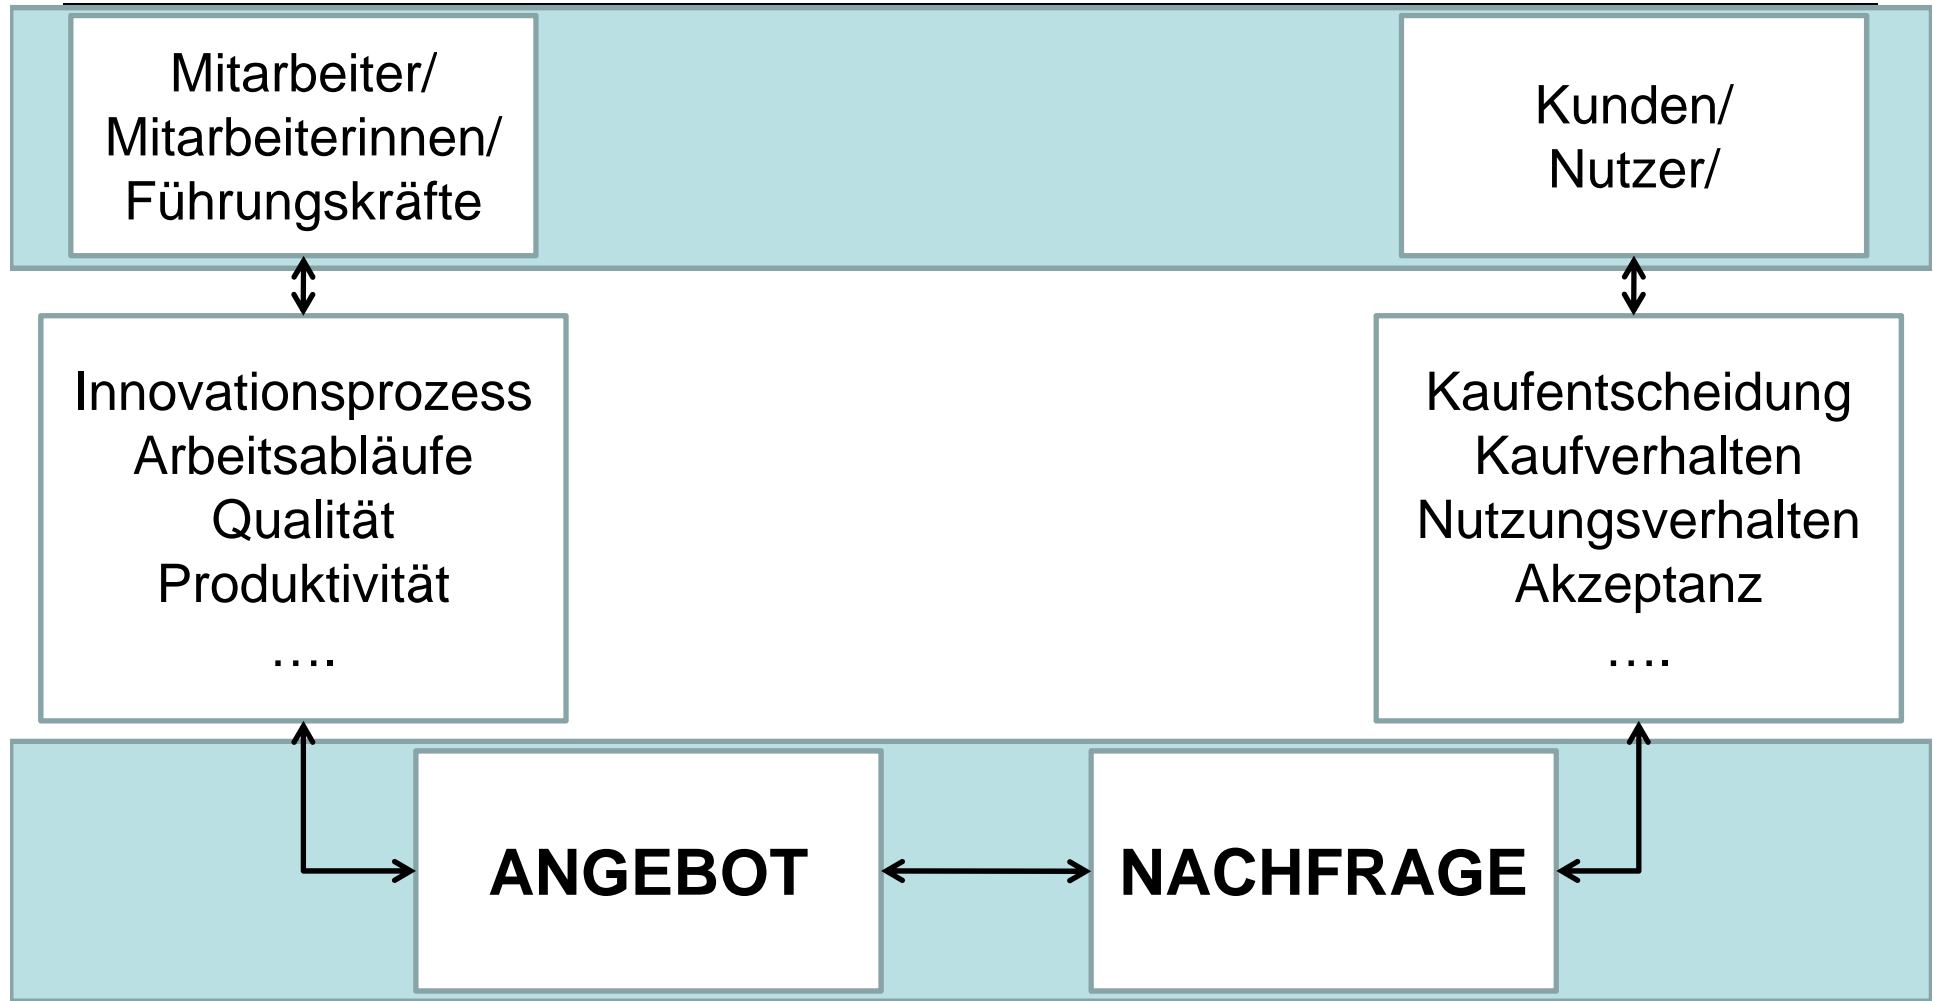 Mitarbeiter/
Mitarbeiterinnen/
Führungskräfte
Kunden/
Nutzer/
Innovationsprozess
Arbeitsabläufe
Qualität
Produktivität
….
Kaufentscheidung
Kaufverhalten
Nutzungsverhalten
Akzeptanz
….
ANGEBOT
NACHFRAGE